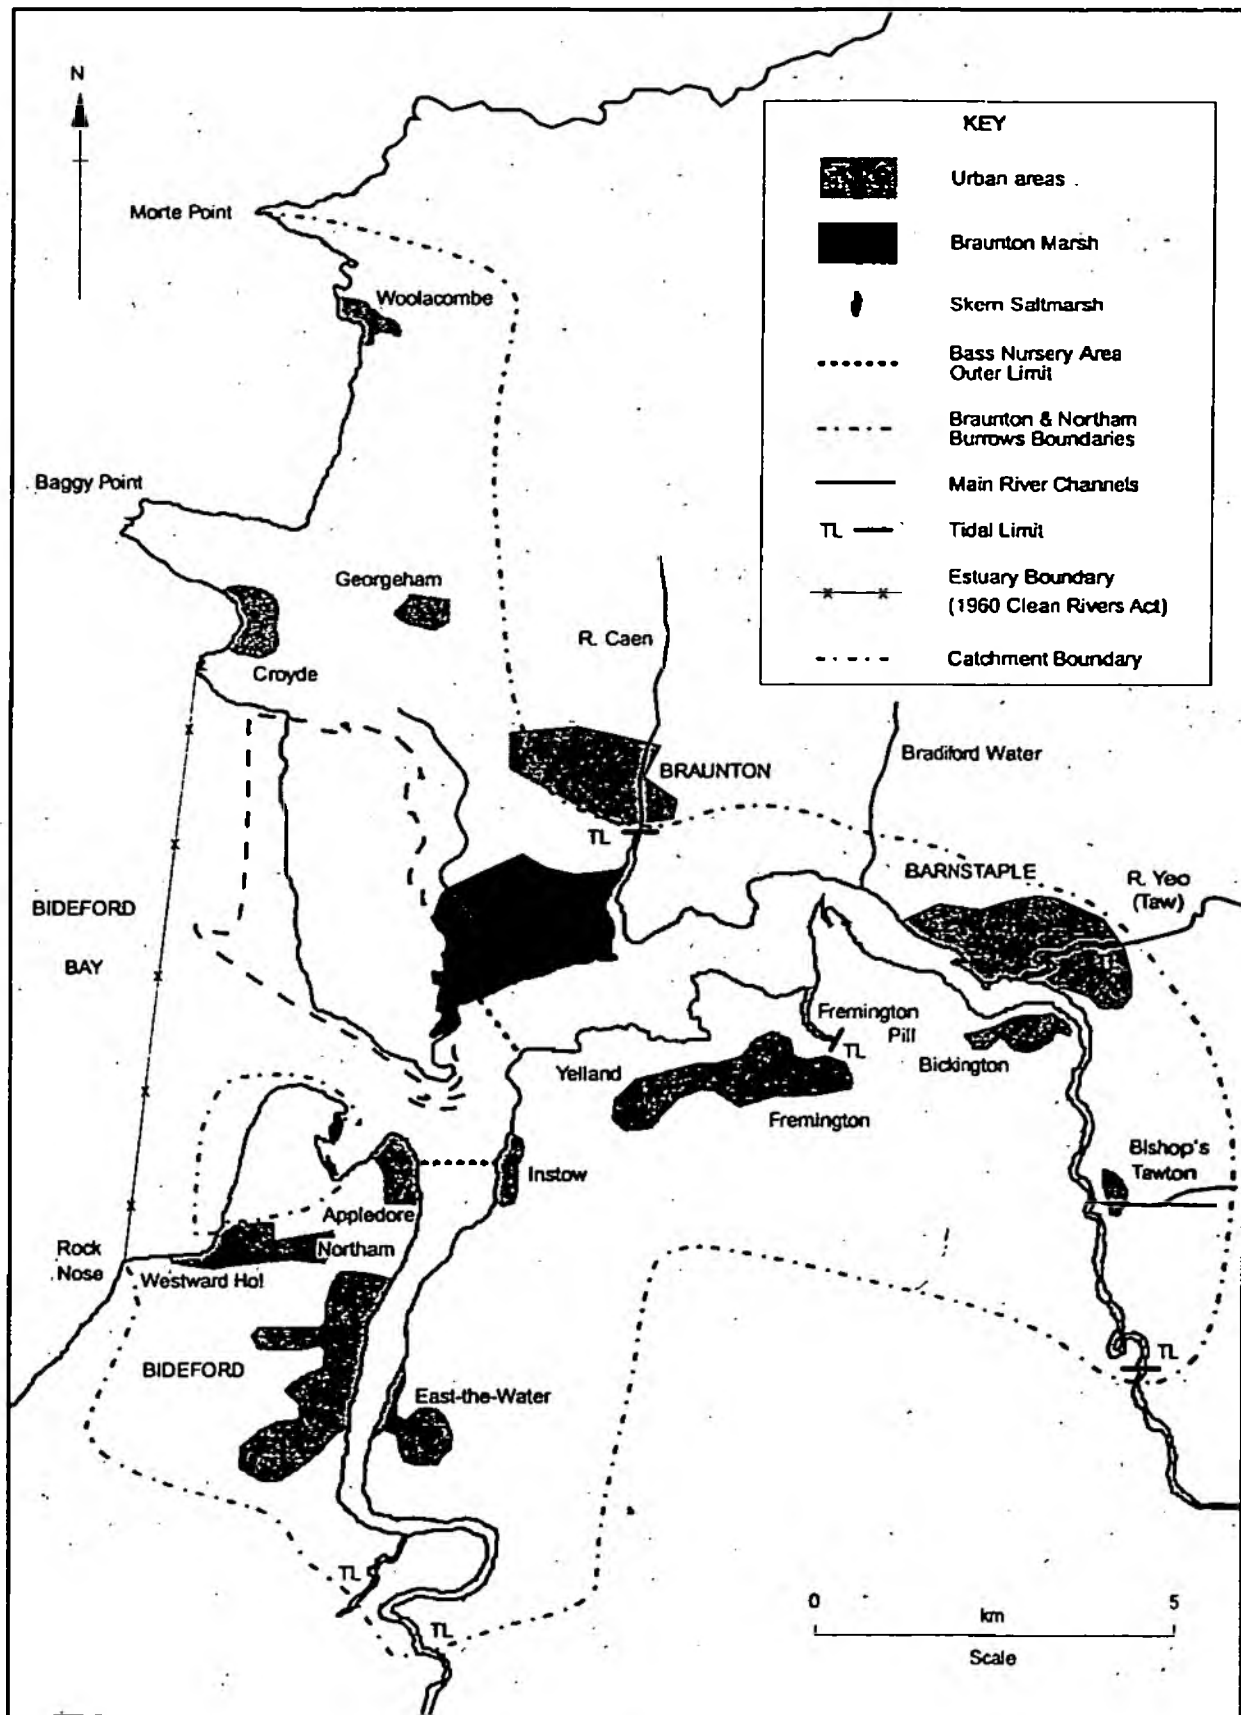 N
KEY
Urban areas
Braunton Marsh
Skern Saltmarsh
Bass Nursery Area
Outer Limit
Braunton & Northam
Burrows Boundaries
Main River Channels
TL
Tidal Limit
Estuary Boundary
(1960 Clean Rivers Act)
Catchment Boundary
Morte Point
Woolacombe
Baggy Point
Georgeham
R. Caen
Croyde
Bradiford Water
BRAUNTON
TL
BARNSTAPLE
R. Yeo
(Taw)
BIDEFORD
BAY
Fremington
Pill
TL
Bickington
Yelland
Fremington
Bishop's
Tawton
Instow
Appledore
Northam
Rock
Nose
Westward Ho!
TL
BIDEFORD
East-the-Water
TL
TL
0
5
km
Scale